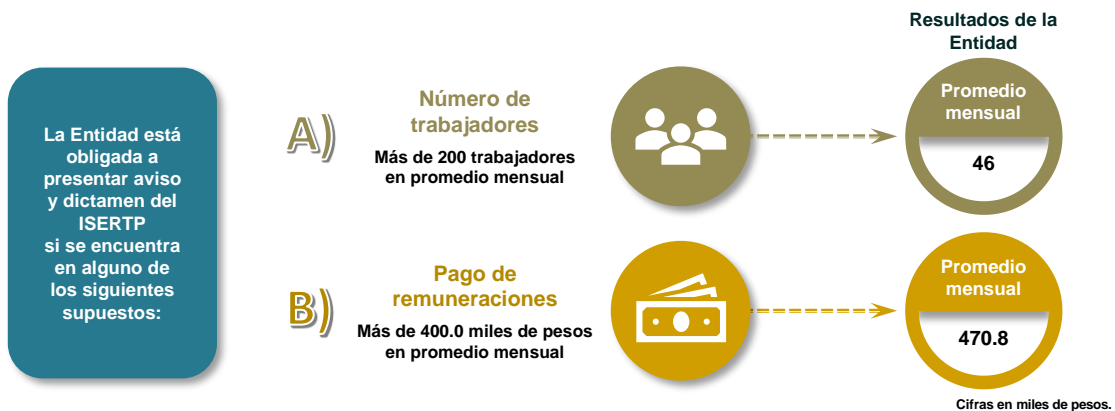 La Entidad está
obligada a
presentar aviso
y dictamen del
ISERTP
si se encuentra
en alguno de
los siguientes
supuestos:
A)
Número de
trabajadores
Más de 200 trabajadores
en promedio mensual
Resultados de la
Entidad
Promedio
mensual
46
B)
Pago de
remuneraciones
Más de 400.0 miles de pesos
en promedio mensual
Promedio
mensual
470.8
Cifras en miles de pesos.